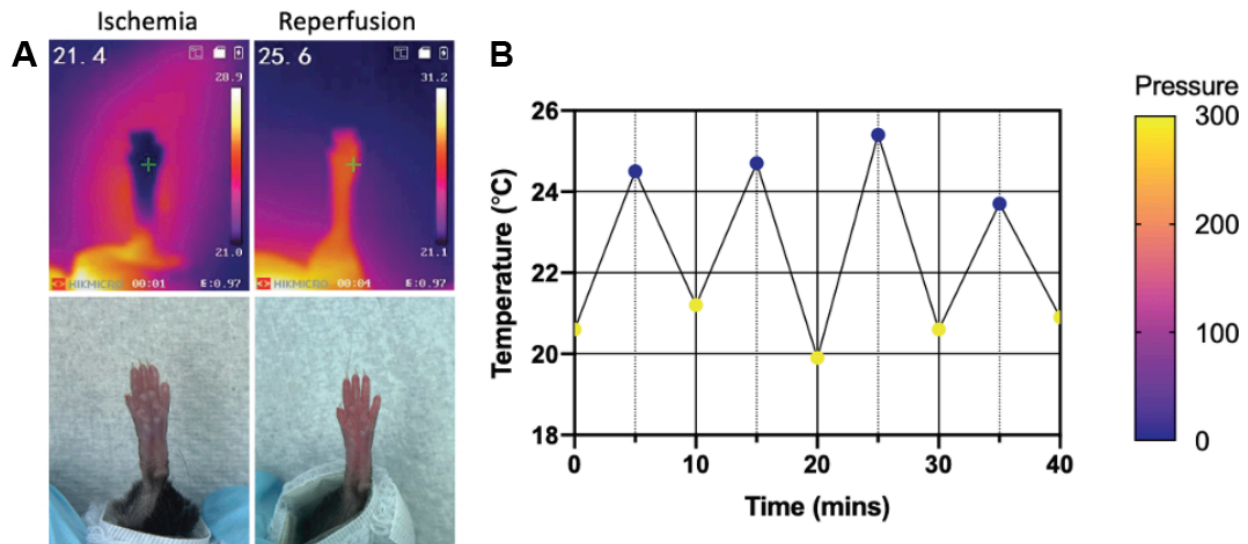 Ischemia Reperfusion
A
21.4
28.9
21.0
HIKMICRO 00:01 E:0.97
25.6
31.2
21.1
HIKMICRO 00:04 E:0.97
B
Temperature (°C)
26
24
22
20
18
0 10 20 30 40
Time (mins)
Pressure
300
200
100
0